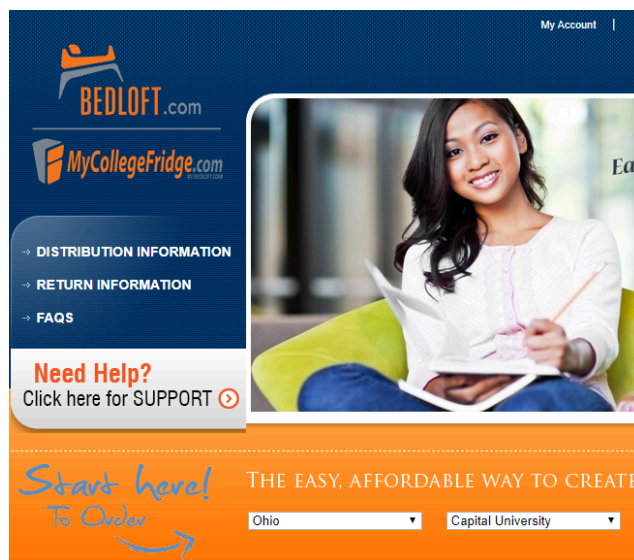 My Account |
BEDLOFT.com
MyCollegeFridge.com
BY BEDLOFT.COM
Ea
DISTRIBUTION INFORMATION
RETURN INFORMATION
FAQS
Need Help?
Click here for SUPPORT
Start here!
To Order
THE EASY, AFFORDABLE WAY TO CREATE
Ohio
Capital University